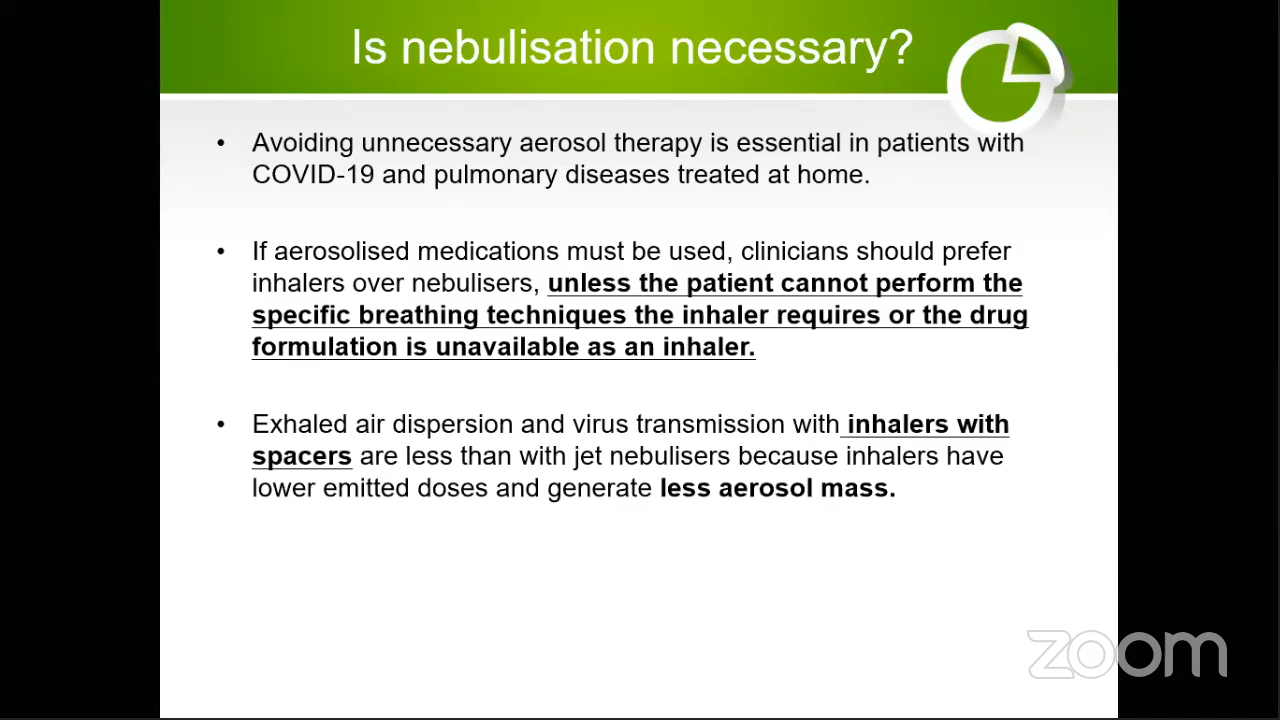 Is nebulisation necessary?
• Avoiding unnecessary aerosol therapy is essential in patients with
COVID-19 and pulmonary diseases treated at home.
• If aerosolised medications must be used, clinicians should prefer
inhalers over nebulisers, unless the patient cannot perform the
specific breathing techniques the inhaler requires or the drug
formulation is unavailable as an inhaler.
• Exhaled air dispersion and virus transmission with inhalers with
spacers are less than with jet nebulisers because inhalers have
lower emitted doses and generate less aerosol mass.
zoom